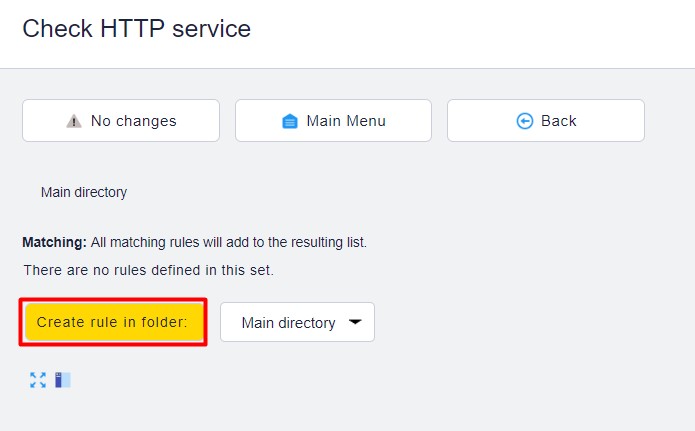 Check HTTP service
No changes
Main Menu
Back
Main directory
Matching: All matching rules will add to the resulting list.
There are no rules defined in this set.
Create rule in folder:
Main directory